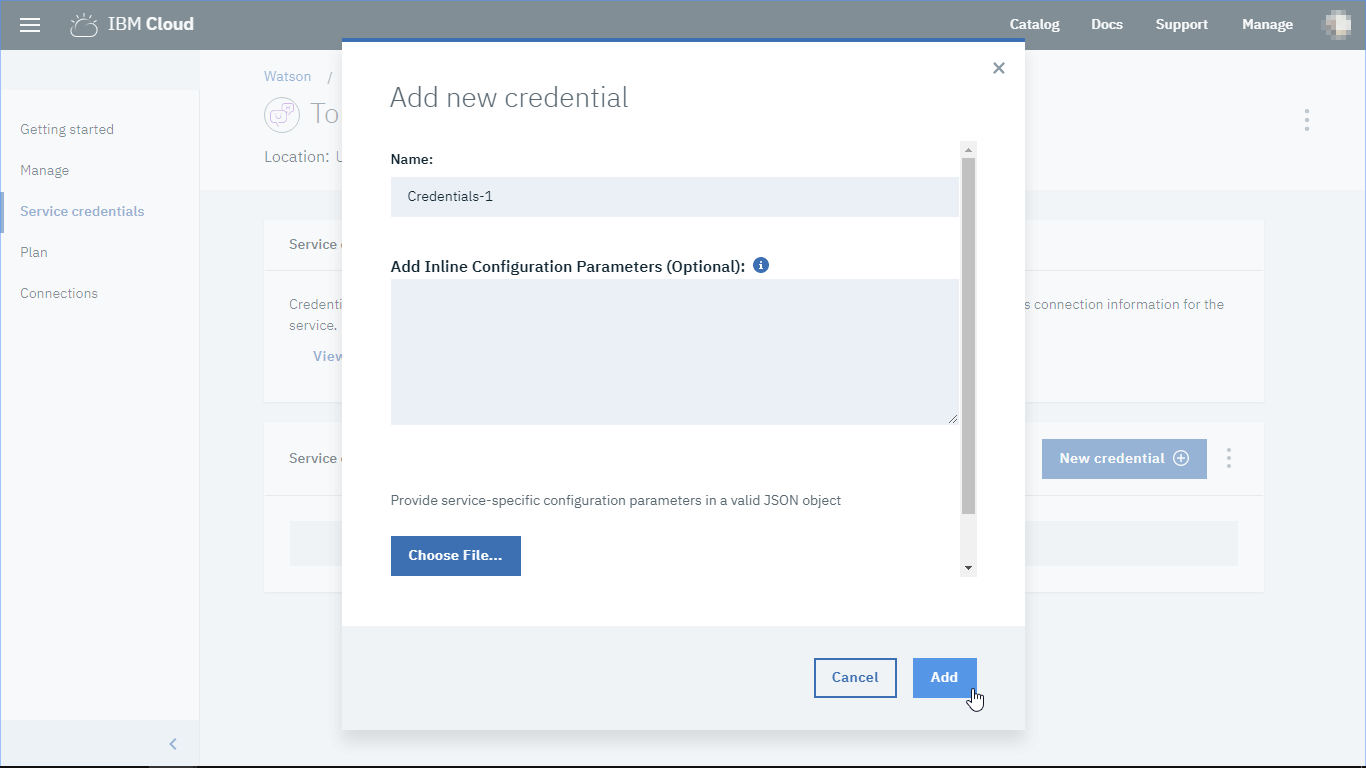 IBM Cloud
Catalog
Docs
Support
Manage
Getting started
Manage
Service credentials
Plan
Connections
Watson /
To
Location:
Service
Credenti
service.
View
s connection information for the
Service
New credential
Add new credential
Name:
Credentials-1
Add Inline Configuration Parameters (Optional):
Provide service-specific configuration parameters in a valid JSON object
Choose File...
Cancel
Add